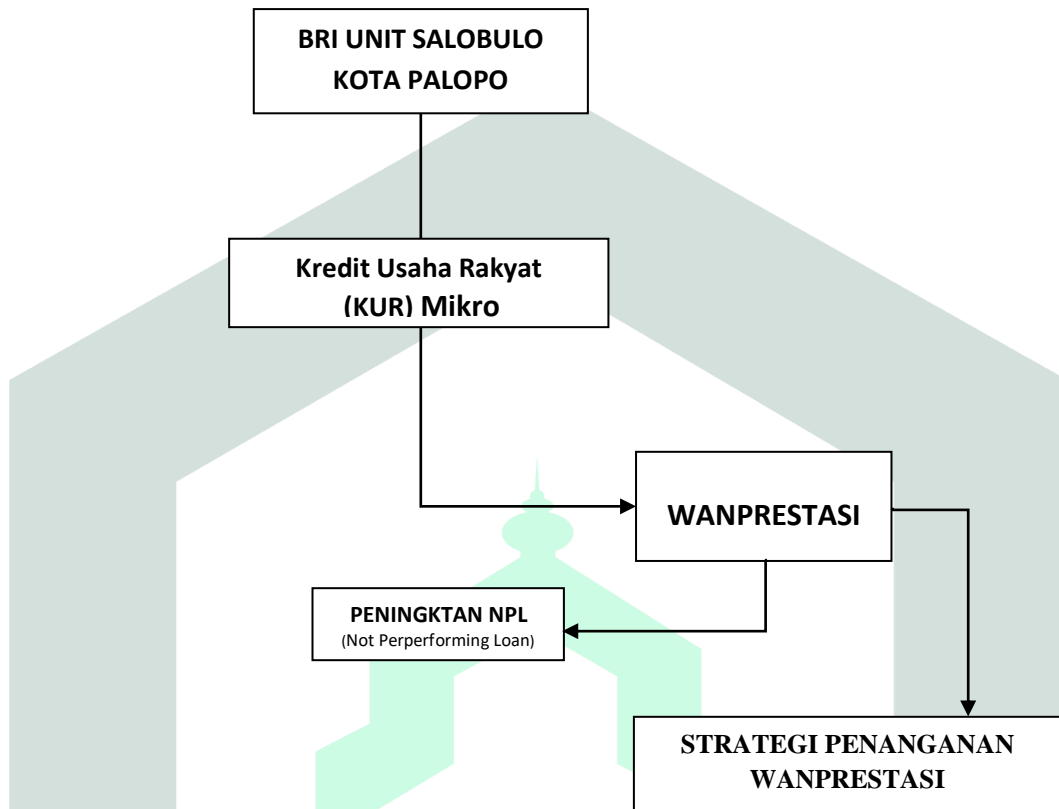 BRI UNIT SALOBULO
KOTA PALOPO
Kredit Usaha Rakyat
(KUR) Mikro
WANPRESTASI
PENINGKTAN NPL
(Not Perperforming Loan)
STRATEGI PENANGANAN
WANPRESTASI